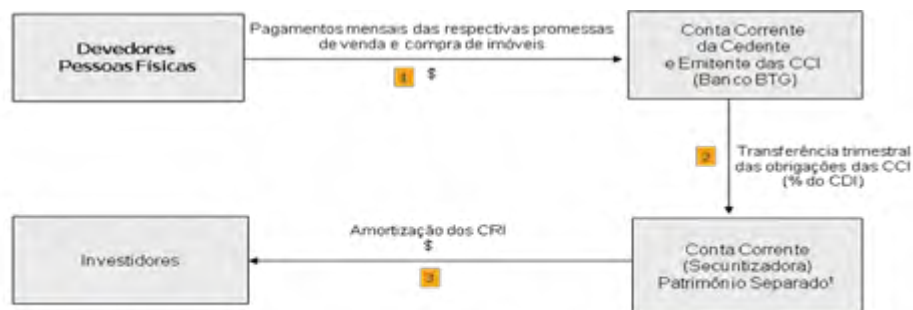 Devedores
Pessoas Físicas
Pagamentos mensais das respectivas promessas
de venda e compra de imóveis
1 $
Conta Corrente
da Cedente
e Emitente das CCI
(Banco BTG)
2
Transferência trimestral
das obrigações das CCI
(% do CDI)
Conta Corrente
(Securitizadora)
Patrimônio Separado¹
Amortização dos CRI
$
3
Investidores